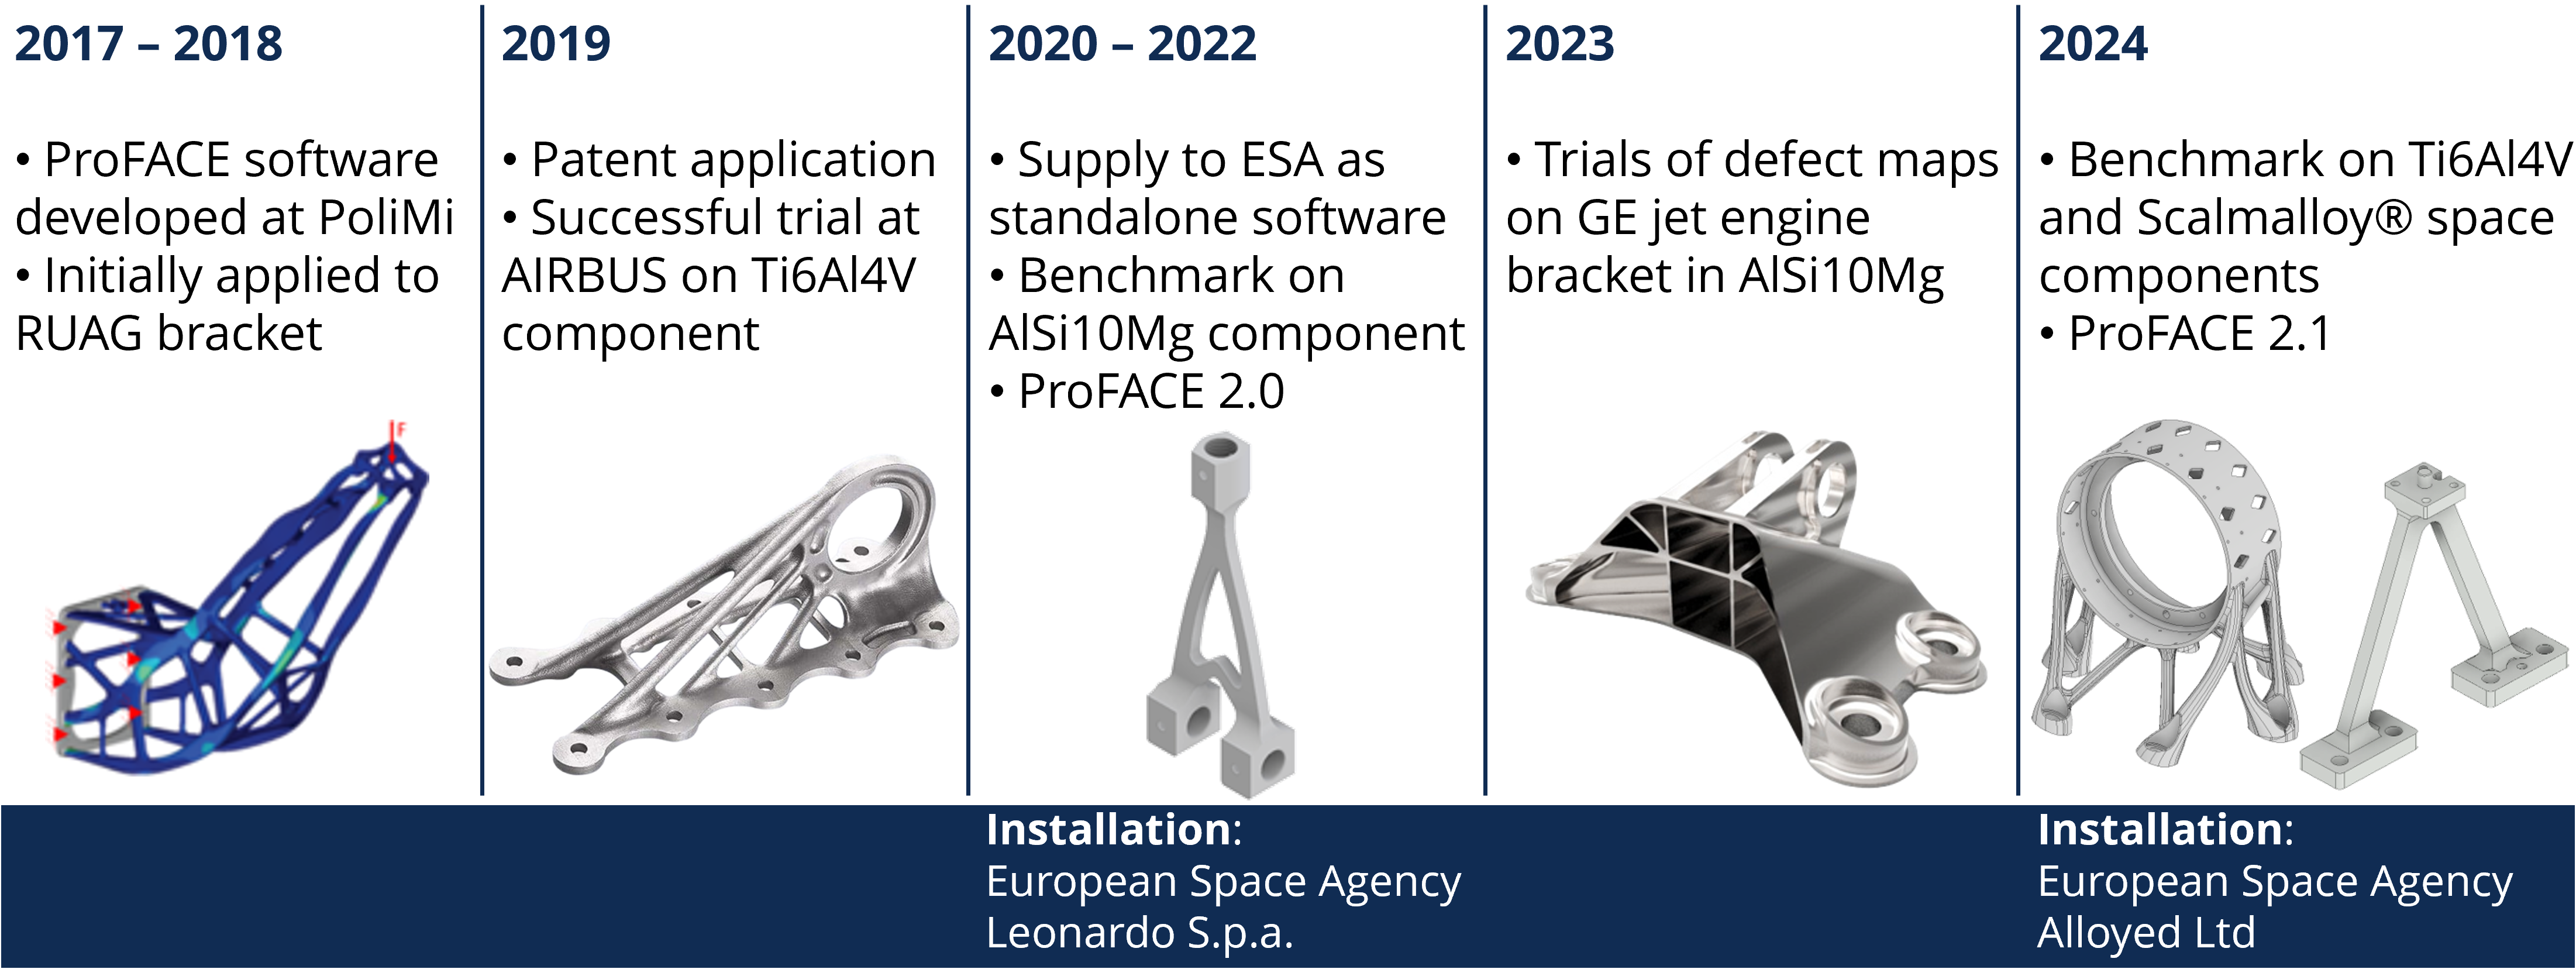 2017 – 2018
• ProFACE software
developed at PoliMi
• Initially applied to
RUAG bracket
F
2019
• Patent application
• Successful trial at
AIRBUS on Ti6Al4V
component
2020 – 2022
• Supply to ESA as
standalone software
• Benchmark on
AlSi10Mg component
• ProFACE 2.0
2023
• Trials of defect maps
on GE jet engine
bracket in AlSi10Mg
2024
• Benchmark on Ti6Al4V
and Scalmalloy® space
components
• ProFACE 2.1
Installation:
European Space Agency
Leonardo S.p.a.
Installation:
European Space Agency
Alloyed Ltd